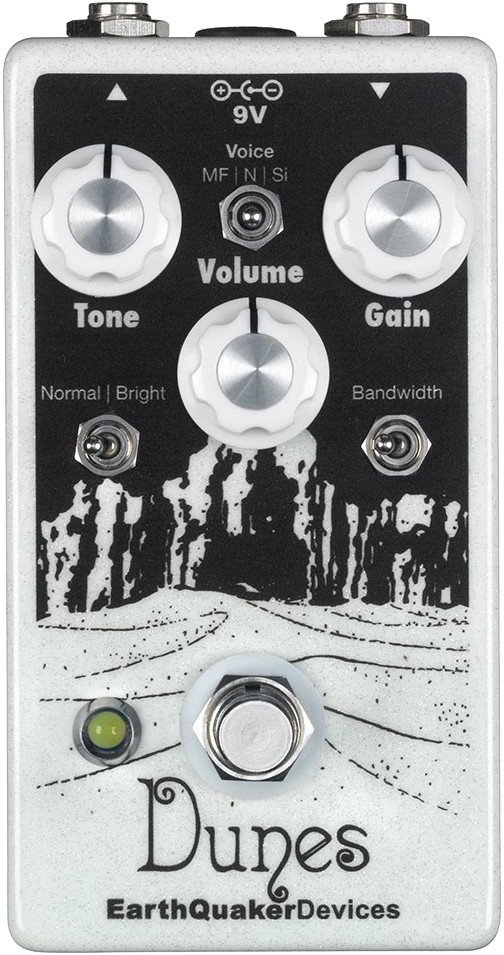 9V
Voice
MF | N | Si
Volume
Tone
Gain
Normal | Bright
Bandwidth
Dunes
EarthQuakerDevices